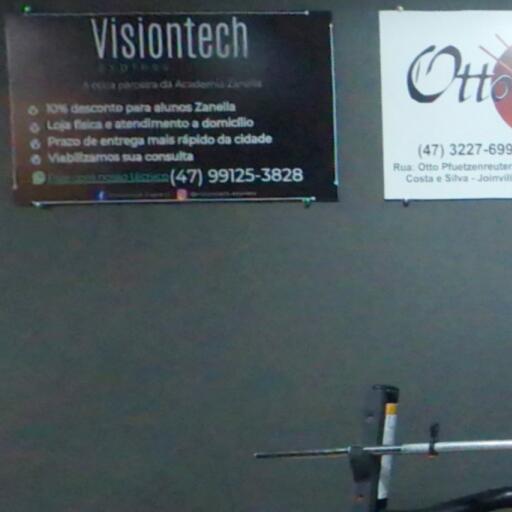 Visiontech
express
A ótica parceira da Academia Zanella
10% desconto para alunos Zanella
Loja física e atendimento a domicílio
Prazo de entrega mais rápido da cidade
Viabilizamos sua consulta
(47) 99125-3828
Otto
(47) 3227-699
Rua: Otto Pfuetzenreuter
Costa e Silva - Joinvill